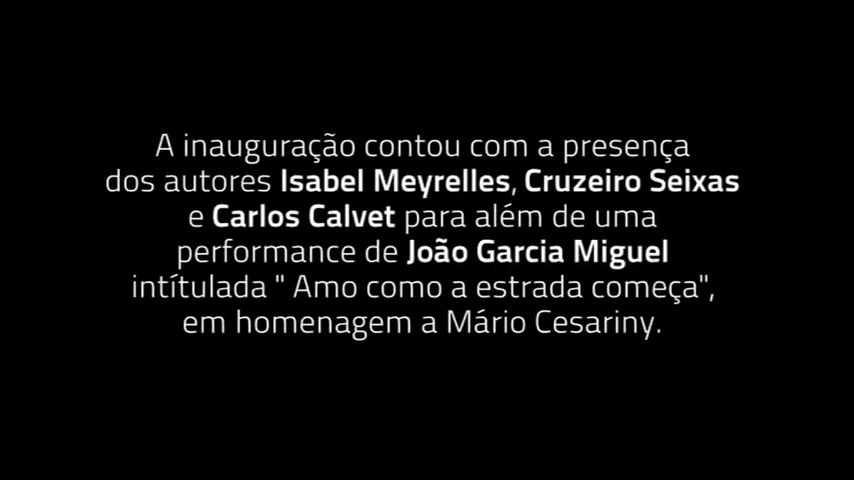 A inauguração contou com a presença
dos autores Isabel Meyrelles, Cruzeiro Seixas
e Carlos Calvet para além de uma
performance de João Garcia Miguel
intítulada " Amo como a estrada começa",
em homenagem a Mário Cesariny.